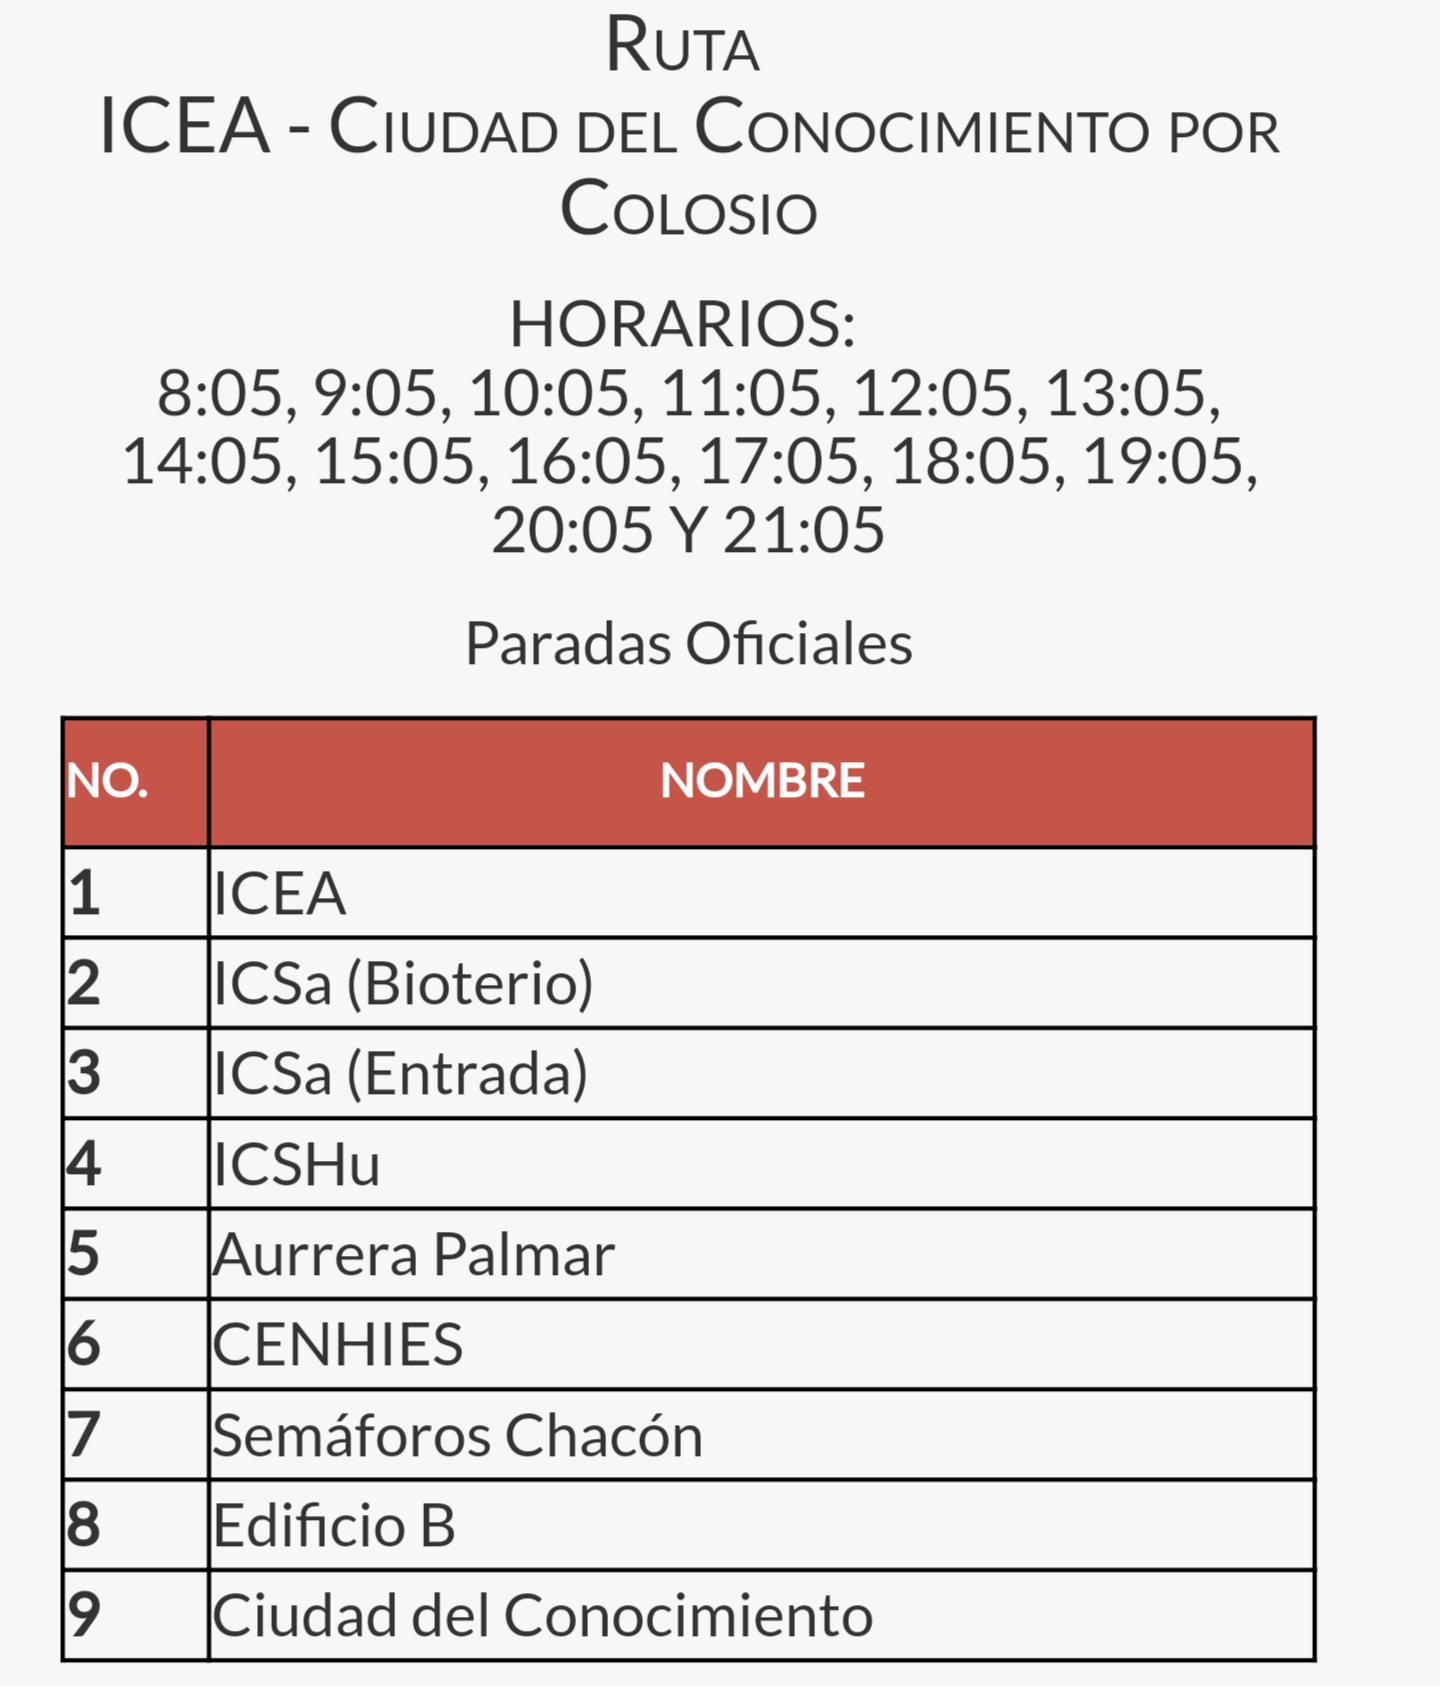 Ruta
ICEA - Ciudad del Conocimiento por
Colosio
HORARIOS:
8:05, 9:05, 10:05, 11:05, 12:05, 13:05,
14:05, 15:05, 16:05, 17:05, 18:05, 19:05,
20:05 Y 21:05
Paradas Oficiales
NO. NOMBRE
1 ICEA
2 ICSa (Bioterio)
3 ICSa (Entrada)
4 ICSHu
5 Aurrera Palmar
6 CENHIES
7 Semáforos Chacón
8 Edificio B
9 Ciudad del Conocimiento